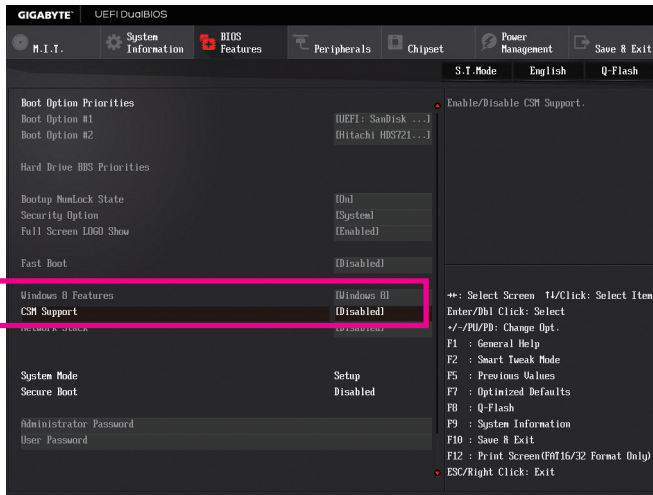 GIGABYTE™ UEFI DualBIOS
M.I.T.
System Information
BIOS Features
Peripherals
Chipset
Power Management
Save & Exit
S.T.Mode English Q-Flash
Boot Option Priorities
Boot Option #1 [UEFI: SanDisk ...]
Boot Option #2 [Hitachi HDS721...]
Hard Drive BBS Priorities
Bootup NumLock State [On]
Security Option [System]
Full Screen LOGO Show [Enabled]
Fast Boot [Disabled]
Windows 8 Features [Windows 8]
CSM Support [Disabled]
Network Stack [Disabled]
System Mode Setup
Secure Boot Disabled
Administrator Password
User Password
Enable/Disable CSM Support.
→←: Select Screen ↑↓/Click: Select Item
Enter/Dbl Click: Select
+/-/PU/PD: Change Opt.
F1 : General Help
F2 : Smart Tweak Mode
F5 : Previous Values
F7 : Optimized Defaults
F8 : Q-Flash
F9 : System Information
F10 : Save & Exit
F12 : Print Screen(FAT16/32 Format Only)
ESC/Right Click: Exit